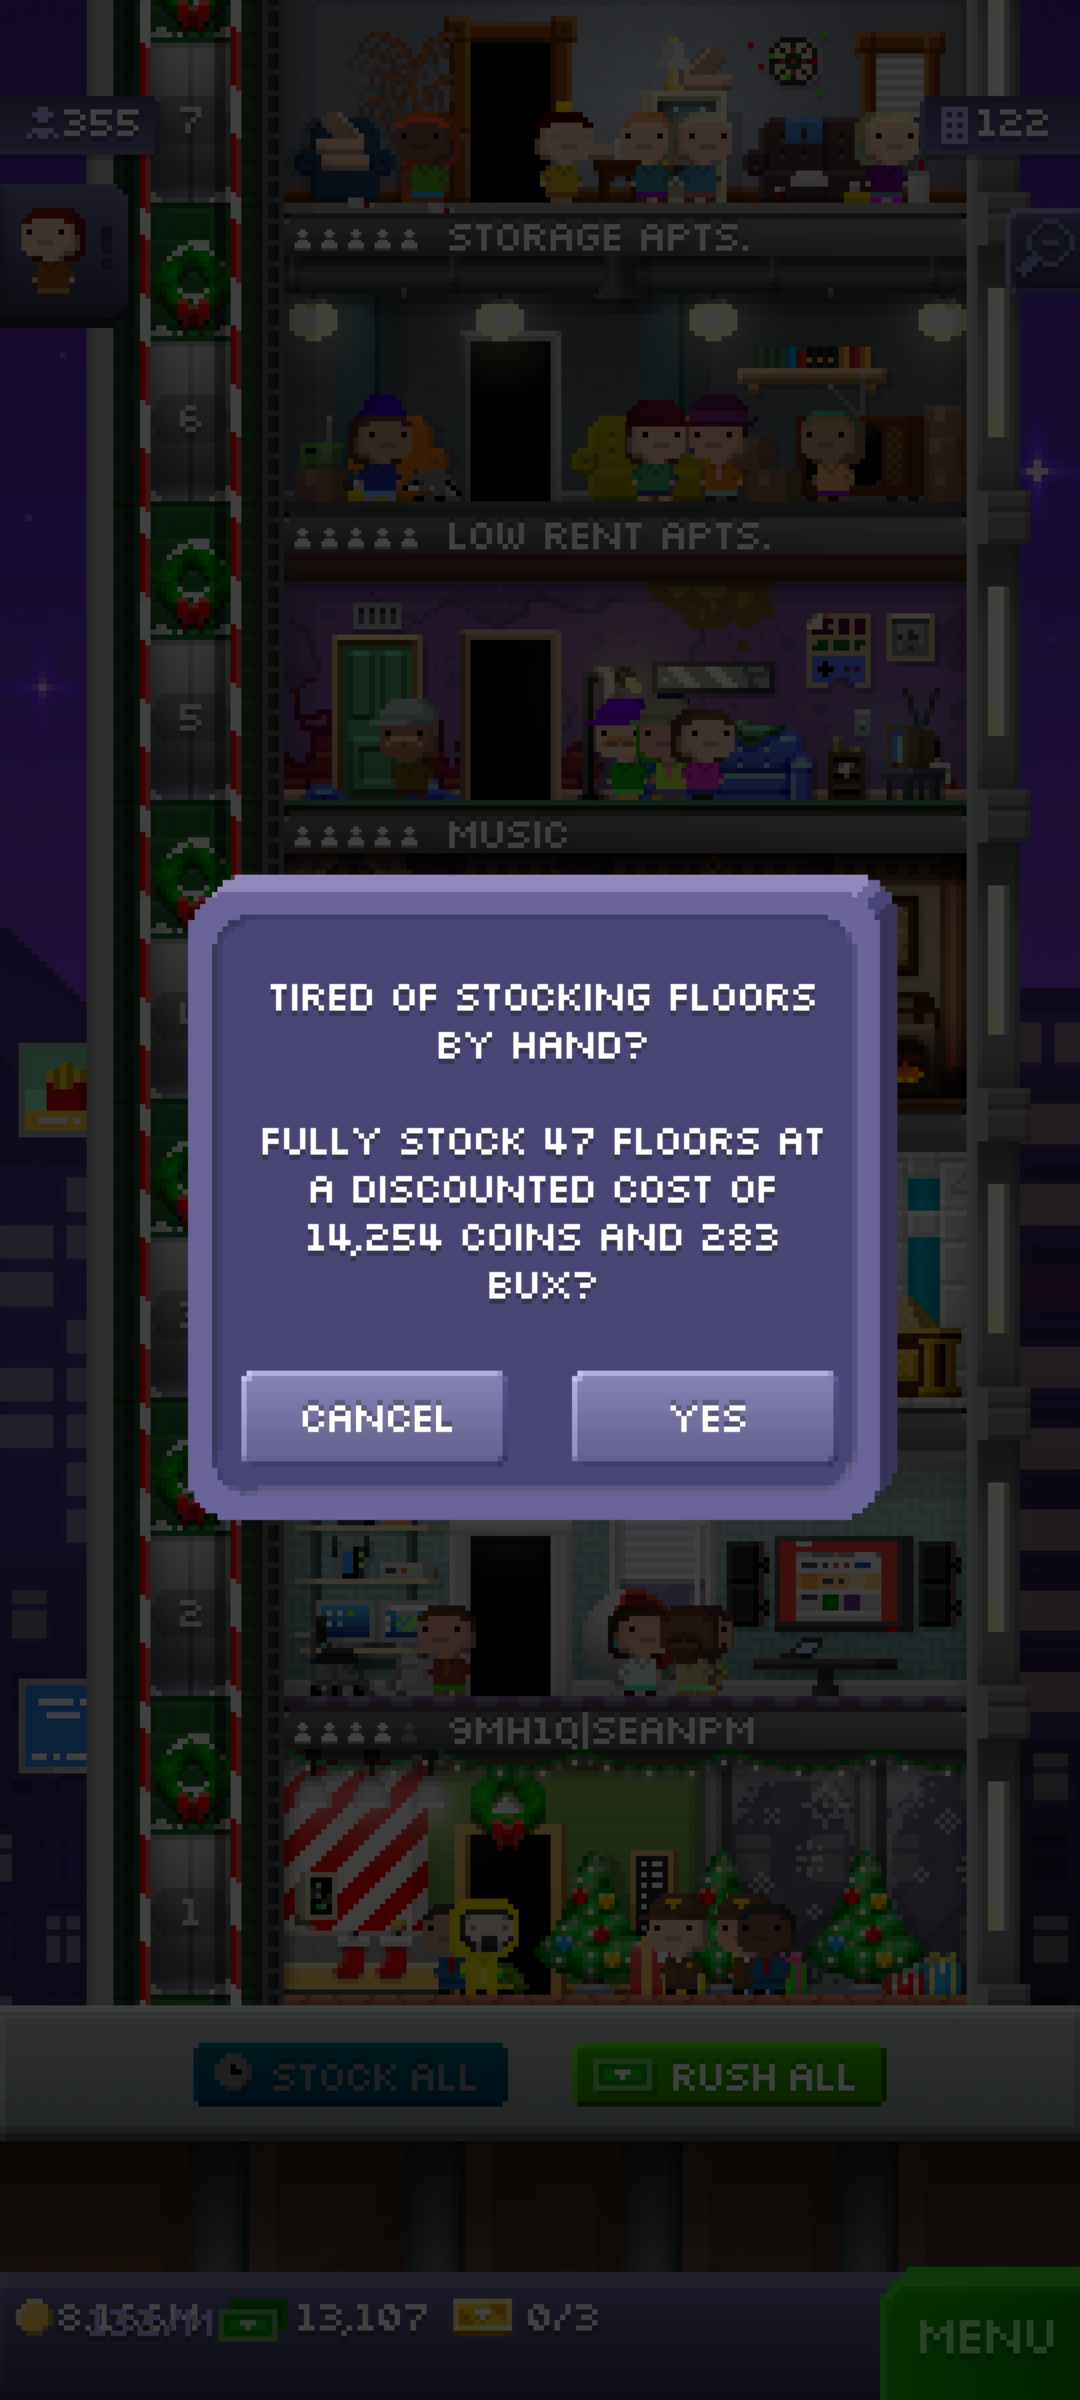 7
355
122
STORAGE APTS.
6
LOW RENT APTS.
5
MUSIC
TIRED OF STOCKING FLOORS
BY HAND?
FULLY STOCK 47 FLOORS AT
A DISCOUNTED COST OF
14,254 COINS AND 283
BUX?
CANCEL
YES
2
9MH1Q|SEANPM
1
STOCK ALL
RUSH ALL
13,107
0/3
MENU